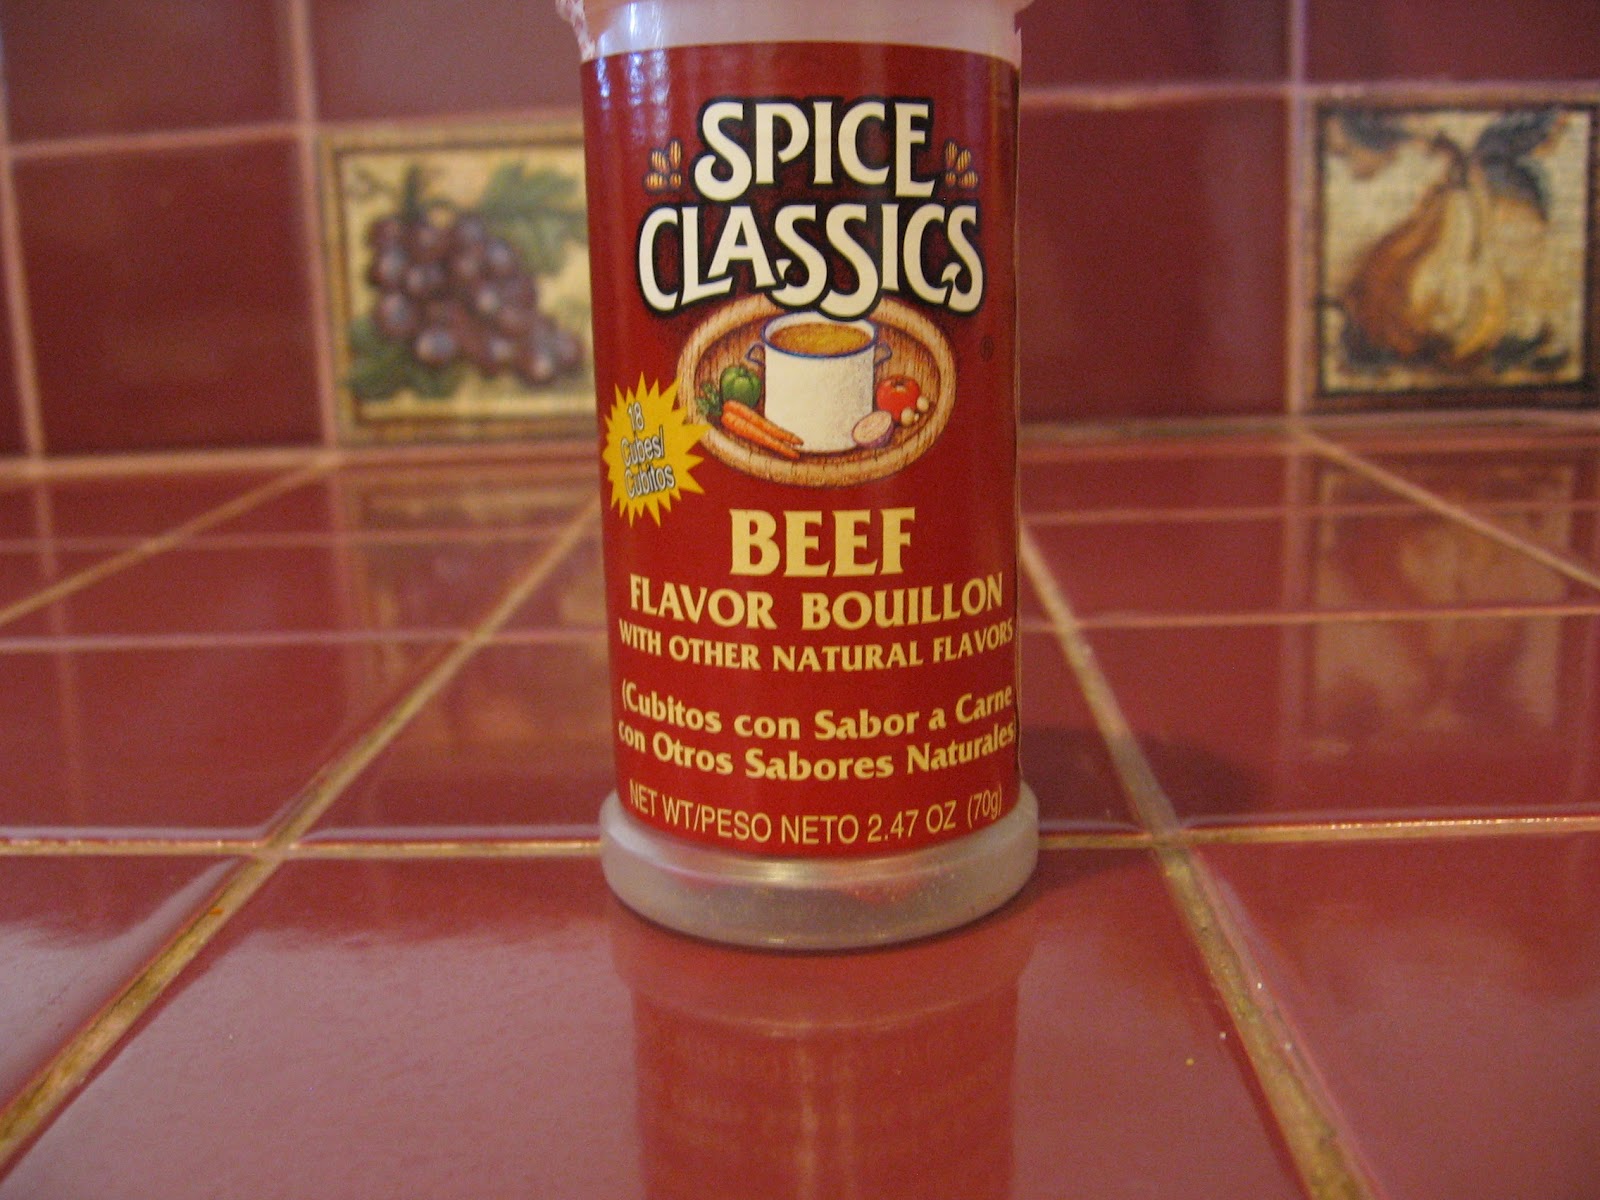 SPICE
CLASSICS
®
18
Cubes/
Cubitos
BEEF
FLAVOR BOUILLON
WITH OTHER NATURAL FLAVORS
(Cubitos con Sabor a Carne
con Otros Sabores Naturales)
NET WT/PESO NETO 2.47 OZ (70g)